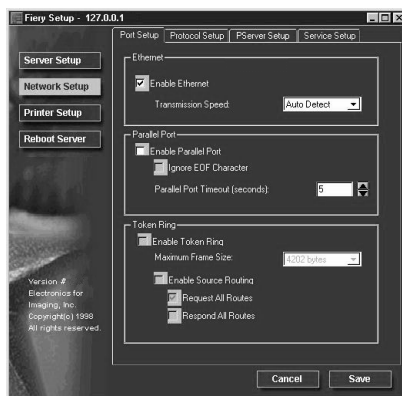 Fiery Setup - 127.0.0.1
Port Setup
Protocol Setup
PServer Setup
Service Setup
Server Setup
Network Setup
Printer Setup
Reboot Server
Ethernet
Enable Ethernet
Transmission Speed:
Auto Detect
Parallel Port
Enable Parallel Port
Ignore EOF Character
Parallel Port Timeout (seconds):
5
Token Ring
Enable Token Ring
Maximum Frame Size:
4202 bytes
Enable Source Routing
Request All Routes
Respond All Routes
Version #
Electronics for
Imaging, Inc.
Copyright(c) 1998
All rights reserved.
Cancel
Save